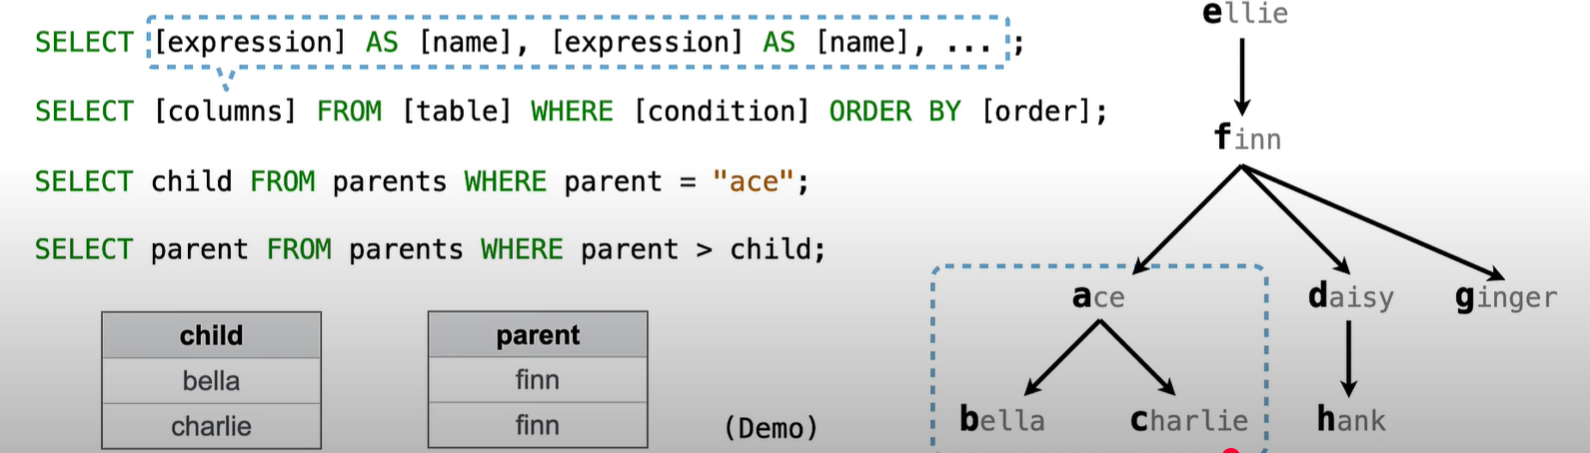 SELECT [expression] AS [name], [expression] AS [name], ... ;
SELECT [columns] FROM [table] WHERE [condition] ORDER BY [order];
SELECT child FROM parents WHERE parent = "ace";
SELECT parent FROM parents WHERE parent > child;
child
bella
charlie
parent
finn
finn
(Demo)
ellie
finn
ace
daisy
ginger
bella
charlie
hank